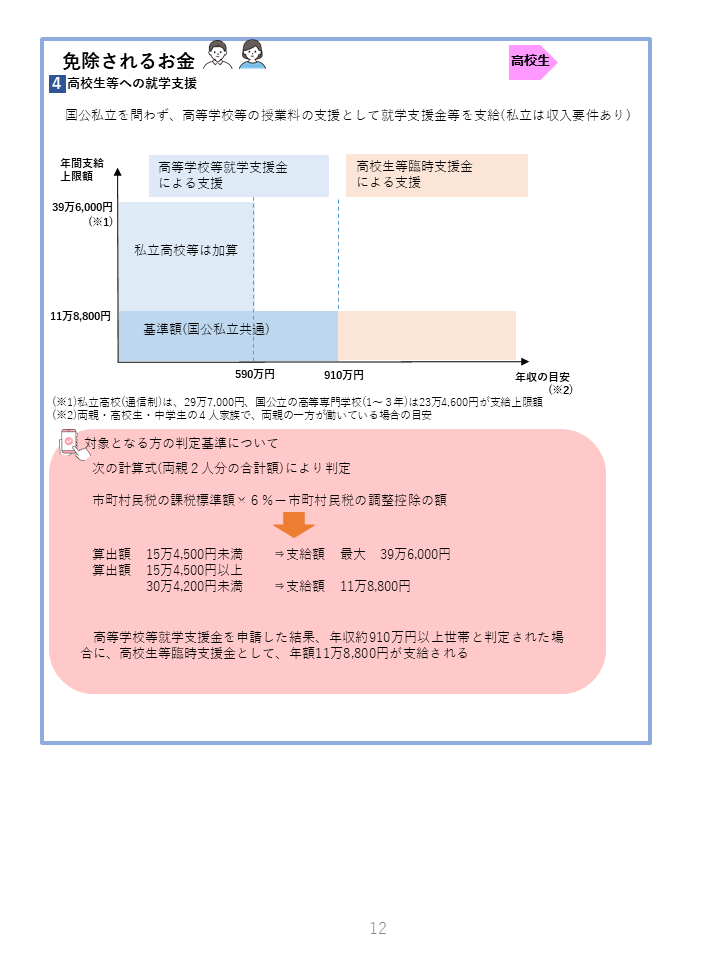 免除されるお金
高校生
4 高校生等への就学支援
国公私立を問わず、高等学校等の授業料の支援として就学支援金等を支給(私立は収入要件あり)
年間支給
上限額
高等学校等就学支援金
による支援
高校生等臨時支援金
による支援
39万6,000円
(※1)
私立高校等は加算
11万8,800円
基準額(国公私立共通)
590万円
910万円
年収の目安
(※2)
(※1)私立高校(通信制)は、29万7,000円、国公立の高等専門学校(1～３年)は23万4,600円が支給上限額
(※2)両親・高校生・中学生の４人家族で、両親の一方が働いている場合の目安
対象となる方の判定基準について
次の計算式(両親２人分の合計額)により判定
市町村民税の課税標準額×６％－市町村民税の調整控除の額
算出額　15万4,500円未満　　⇒支給額　最大　39万6,000円
算出額　15万4,500円以上
30万4,200円未満　　⇒支給額　11万8,800円
高等学校等就学支援金を申請した結果、年収約910万円以上世帯と判定された場
合に、高校生等臨時支援金として、年額11万8,800円が支給される
12